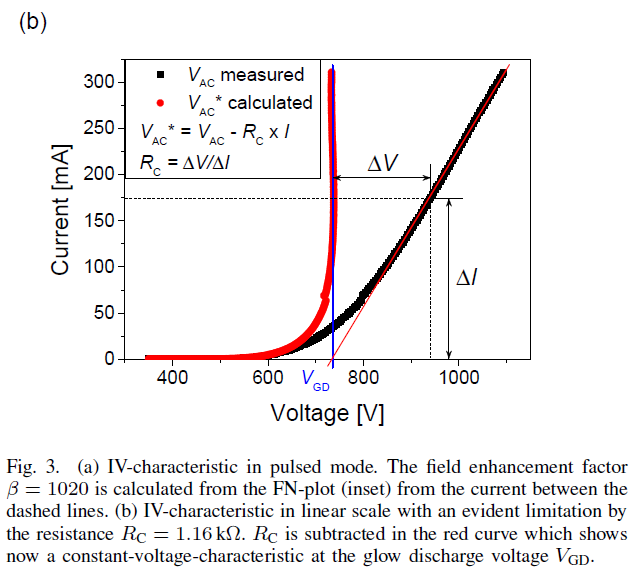 (b)
V_AC measured
V_AC* calculated
V_AC* = V_AC - R_C x I
R_C = ΔV/ΔI
ΔV
ΔI
Current [mA]
300
250
200
150
100
50
0
400
600
V_GD
800
1000
Voltage [V]
Fig. 3. (a) IV-characteristic in pulsed mode. The field enhancement factor
β = 1020 is calculated from the FN-plot (inset) from the current between the
dashed lines. (b) IV-characteristic in linear scale with an evident limitation by
the resistance R_C = 1.16 kΩ. R_C is subtracted in the red curve which shows
now a constant-voltage-characteristic at the glow discharge voltage V_GD.